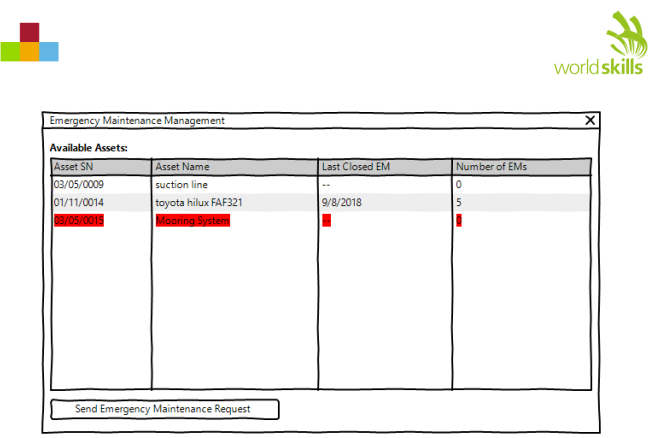 worldskills
Emergency Maintenance Management
Available Assets:
Asset SN Asset Name Last Closed EM Number of EMs
03/05/0009 suction line -- 0
01/11/0014 toyota hilux FAF321 9/8/2018 5
03/05/0015 Mooring System -- 0
Send Emergency Maintenance Request